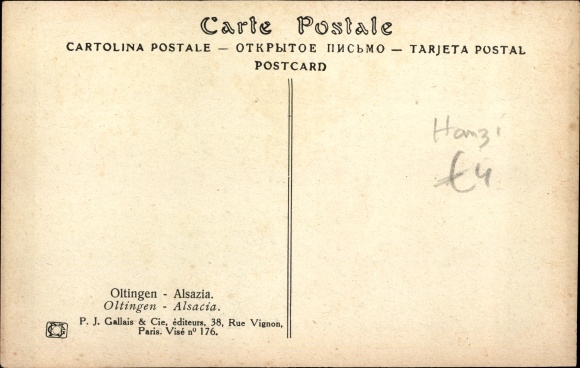 Carte Postale
CARTOLINA POSTALE — ОТКРЫТОЕ ПИСЬМО — TARJETA POSTAL
POSTCARD
Hanzi
£4
Oltingen - Alsazia.
Oltingen - Alsacia.
P. J. Gallais & Cie, éditeurs, 38, Rue Vignon,
Paris. Visé nº 176.